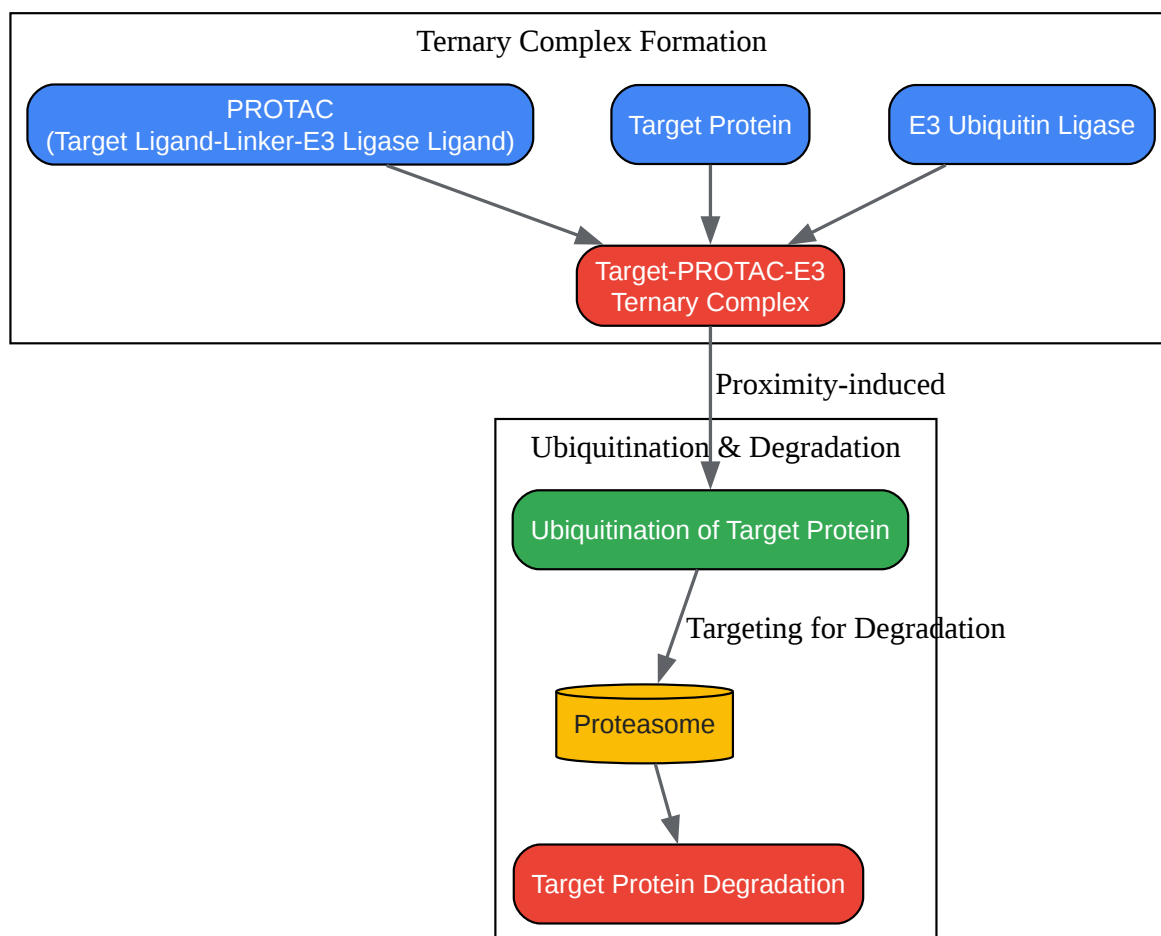 Ternary Complex Formation
PROTAC
(Target Ligand-Linker-E3 Ligase Ligand)
Target Protein
E3 Ubiquitin Ligase
Target-PROTAC-E3
Ternary Complex
Proximity-induced
Ubiquitination & Degradation
Ubiquitination of Target Protein
Targeting for Degradation
Proteasome
Target Protein Degradation